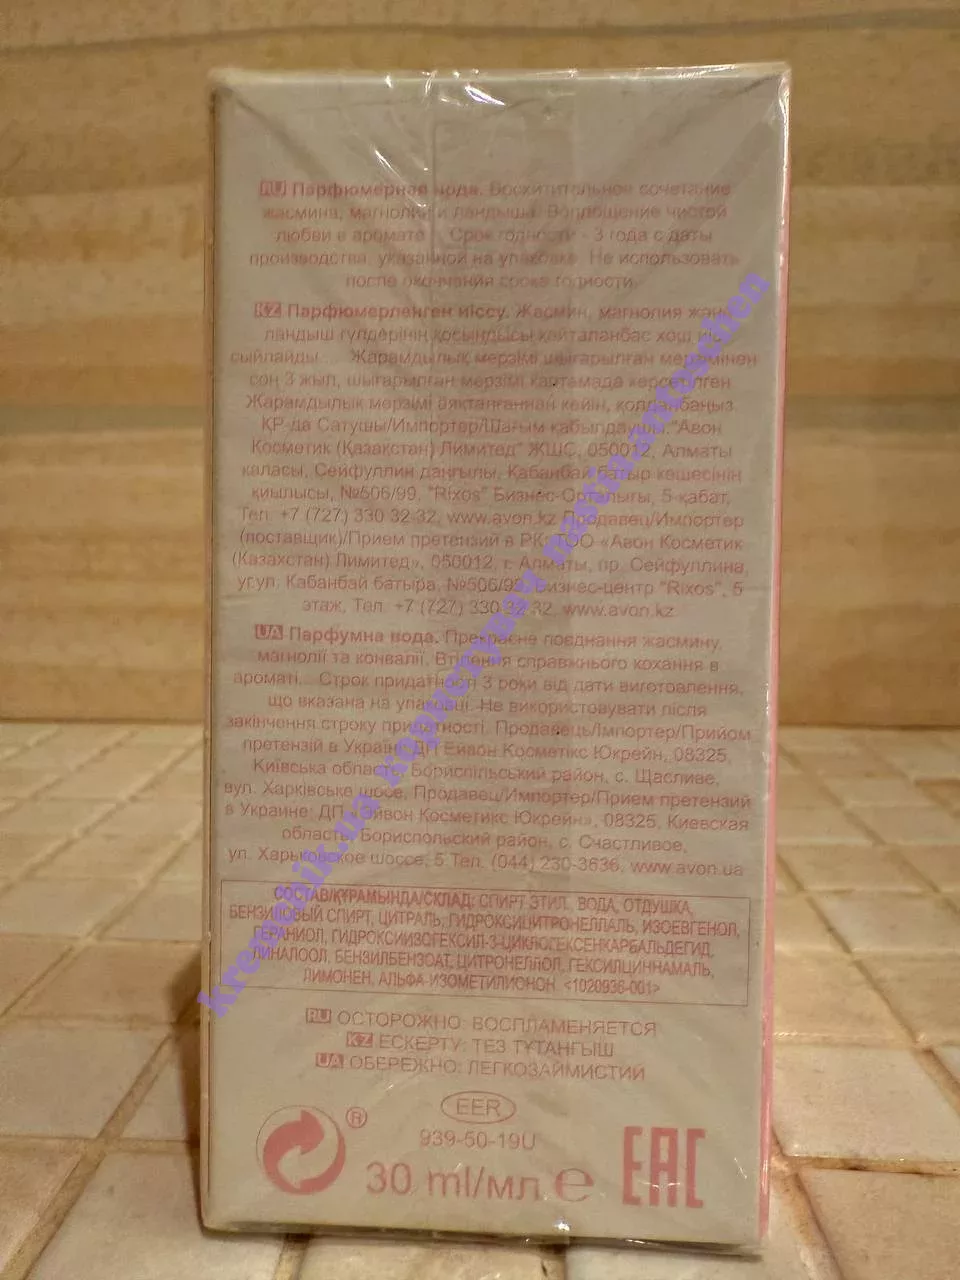 RU Парфюмерная вода. Восхитительное сочетание
жасмина, магнолии и ландыша. Воплощение чистой
любви в аромате... Срок годности - 3 года с даты
производства, указанной на упаковке. Не использовать
после окончания срока годности.
KZ Парфюмерленген иіссу. Жасмин, магнолия және
ландыш гүлдерінің қосындысы қайталанбас хош иіс
сыйлайды... Жарамдылық мерзімі шығарылған мерзімінен
соң 3 жыл, шығарылған мерзімі қаптамада көрсетілген.
Жарамдылық мерзімі аяқталғаннан кейін, қолданбаңыз.
ҚР-да Сатушы/Импортер/Шағым қабылдаушы:"Авон
Косметик (Қазақстан) Лимитед" ЖШС, 050012, Алматы
қаласы, Сейфуллин даңғылы, Қабанбай батыр көшесінің
қиылысы, №506/99, "Rixos" Бизнес-Орталығы, 5-қабат,
Тел. +7 (727) 330 32 32, www.avon.kz Продавец/Импортер
(поставщик)/Прием претензий в РК: ТОО «Авон Косметик
(Казахстан) Лимитед», 050012, г. Алматы, пр. Сейфуллина,
уг.ул. Кабанбай батыра, №506/99, Бизнес-центр "Rixos", 5
этаж, Тел. +7 (727) 330 32 32, www.avon.kz
UA Парфумна вода. Прекрасне поєднання жасмину,
магнолії та конвалії. Втілення справжнього кохання в
ароматі... Строк придатності 3 роки від дати виготовлення,
що вказана на упаковці. Не використовувати після
закінчення строку придатності. Продавець/Імпортер/Прийом
претензій в Україні: ДП Ейвон Косметікс Юкрейн, 08325,
Київська область, Бориспільський район, с. Щасливе,
вул. Харківське шосе, Продавец/Импортер/Прием претензий
в Украине: ДП «Эйвон Косметикс Юкрейн», 08325, Киевская
область, Бориспольский район, с. Счастливое,
ул. Харьковское шоссе, 5 Тел. (044) 230-3636, www.avon.ua
СОСТАВ/ҚҰРАМЫНДА/СКЛАД: СПИРТ ЭТИЛ., ВОДА, ОТДУШКА,
БЕНЗИЛОВЫЙ СПИРТ, ЦИТРАЛЬ, ГИДРОКСИЦИТРОНЕЛЛАЛЬ, ИЗОЕВГЕНОЛ,
ГЕРАНИОЛ, ГИДРОКСИИЗОГЕКСИЛ-3-ЦИКЛОГЕКСЕНКАРБАЛЬДЕГИД,
ЛИНАЛООЛ, БЕНЗИЛБЕНЗОАТ, ЦИТРОНЕЛЛОЛ, ГЕКСИЛЦИННАМАЛЬ,
ЛИМОНЕН, АЛЬФА-ИЗОМЕТИЛИОНОН. <1020936-001>
RU ОСТОРОЖНО: ВОСПЛАМЕНЯЕТСЯ
KZ ЕСКЕРТУ: ТЕЗ ТҰТАНҒЫШ
UA ОБЕРЕЖНО: ЛЕГКОЗАЙМИСТИЙ
EER
939-50-19U
® 30 ml/мл e EAC